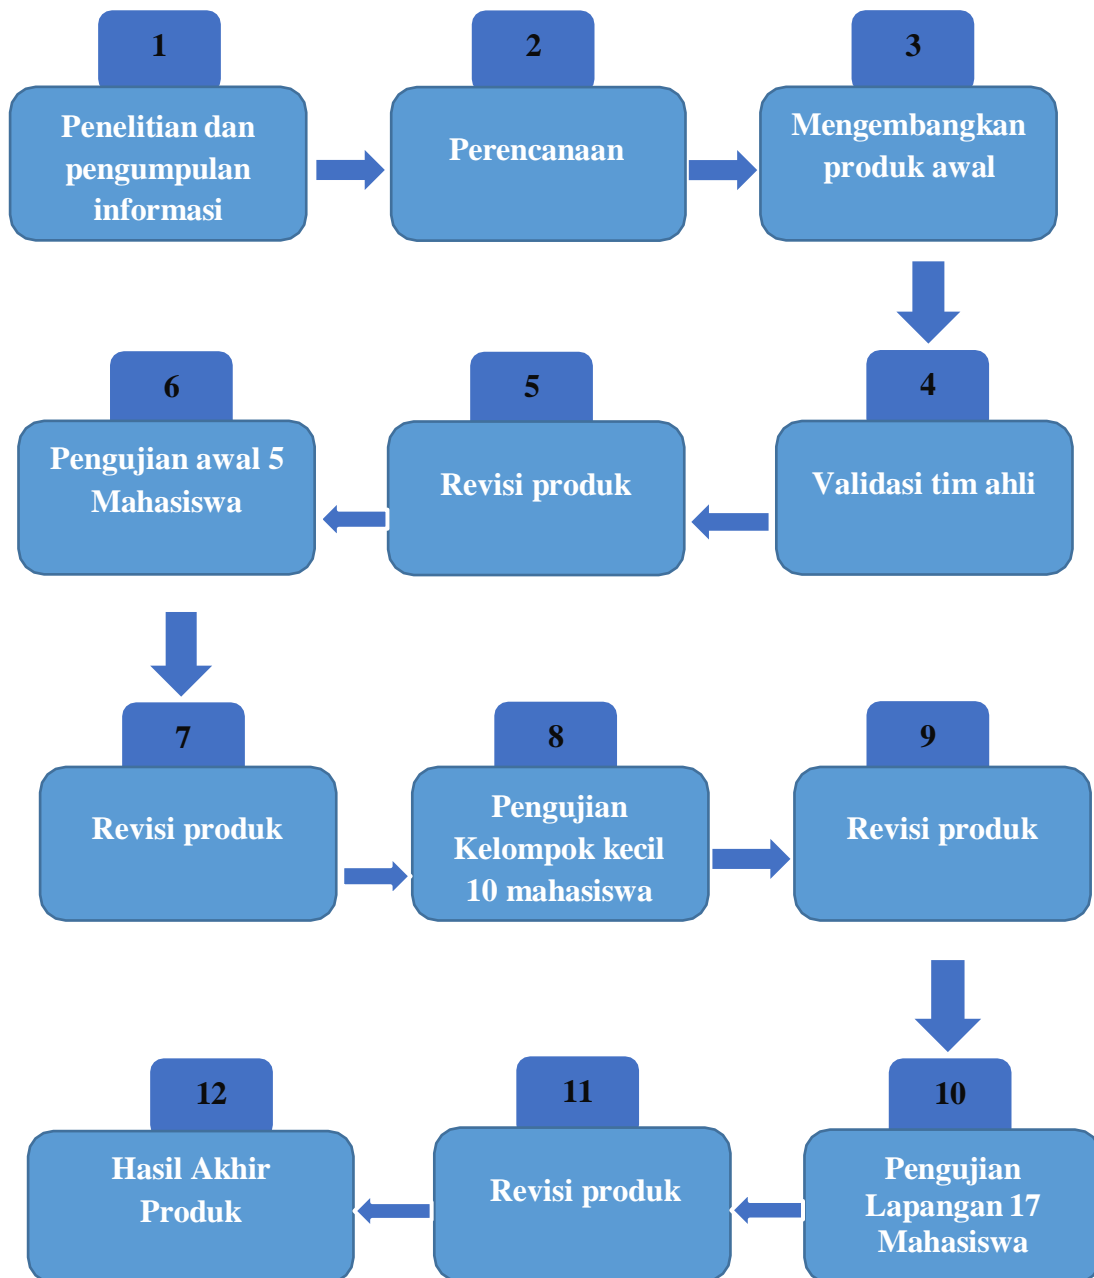 1
Penelitian dan
pengumpulan
informasi
2
Perencanaan
3
Mengembangkan
produk awal
4
Validasi tim ahli
5
Revisi produk
6
Pengujian awal 5
Mahasiswa
7
Revisi produk
8
Pengujian
Kelompok kecil
10 mahasiswa
9
Revisi produk
10
Pengujian
Lapangan 17
Mahasiswa
11
Revisi produk
12
Hasil Akhir
Produk